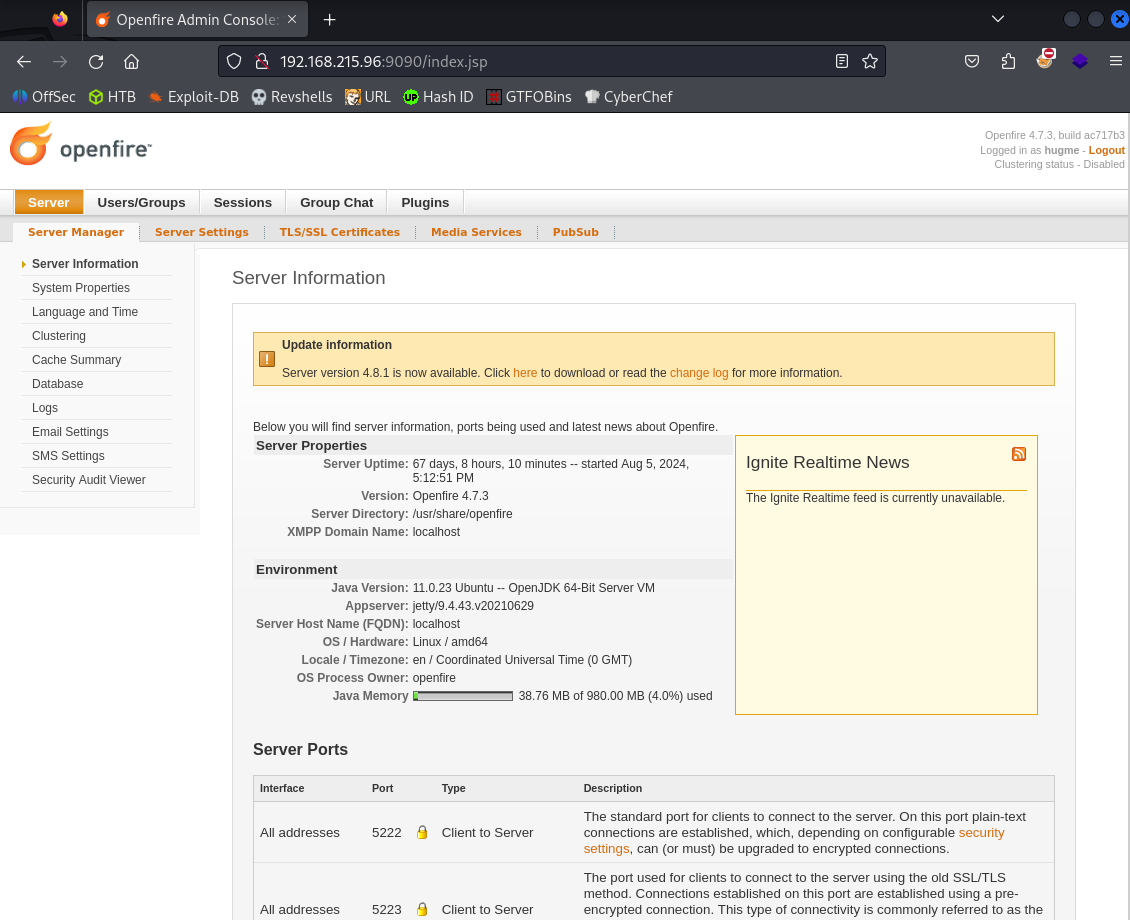 Openfire Admin Console:
192.168.215.96:9090/index.jsp
OffSec HTB Exploit-DB Revshells URL Hash ID GTFOBins CyberChef
openfire™
Openfire 4.7.3, build ac717b3
Logged in as hugme - Logout
Clustering status - Disabled
Server Users/Groups Sessions Group Chat Plugins
Server Manager Server Settings TLS/SSL Certificates Media Services PubSub
Server Information
System Properties
Language and Time
Clustering
Cache Summary
Database
Logs
Email Settings
SMS Settings
Security Audit Viewer
Server Information
Update information
Server version 4.8.1 is now available. Click here to download or read the change log for more information.
Below you will find server information, ports being used and latest news about Openfire.
Server Properties
Server Uptime: 67 days, 8 hours, 10 minutes -- started Aug 5, 2024,
5:12:51 PM
Version: Openfire 4.7.3
Server Directory: /usr/share/openfire
XMPP Domain Name: localhost
Environment
Java Version: 11.0.23 Ubuntu -- OpenJDK 64-Bit Server VM
Appserver: jetty/9.4.43.v20210629
Server Host Name (FQDN): localhost
OS / Hardware: Linux / amd64
Locale / Timezone: en / Coordinated Universal Time (0 GMT)
OS Process Owner: openfire
Java Memory 38.76 MB of 980.00 MB (4.0%) used
Ignite Realtime News
The Ignite Realtime feed is currently unavailable.
Server Ports
Interface Port Type Description
All addresses 5222 Client to Server
The standard port for clients to connect to the server. On this port plain-text
connections are established, which, depending on configurable security
settings, can (or must) be upgraded to encrypted connections.
All addresses 5223 Client to Server
The port used for clients to connect to the server using the old SSL/TLS
method. Connections established on this port are established using a pre-
encrypted connection. This type of connectivity is commonly referred to as the